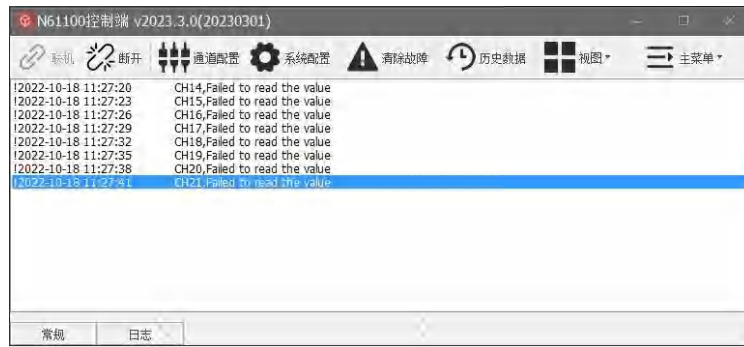 N61100控制端 v2023.3.0(20230301)
联机 断开 通道配置 系统配置 清除故障 历史数据 视图 主菜单
!2022-10-18 11:27:20 CH14,Failed to read the value
!2022-10-18 11:27:23 CH15,Failed to read the value
!2022-10-18 11:27:26 CH16,Failed to read the value
!2022-10-18 11:27:29 CH17,Failed to read the value
!2022-10-18 11:27:32 CH18,Failed to read the value
!2022-10-18 11:27:35 CH19,Failed to read the value
!2022-10-18 11:27:38 CH20,Failed to read the value
!2022-10-18 11:27:41 CH21,Failed to read the value
常规 日志